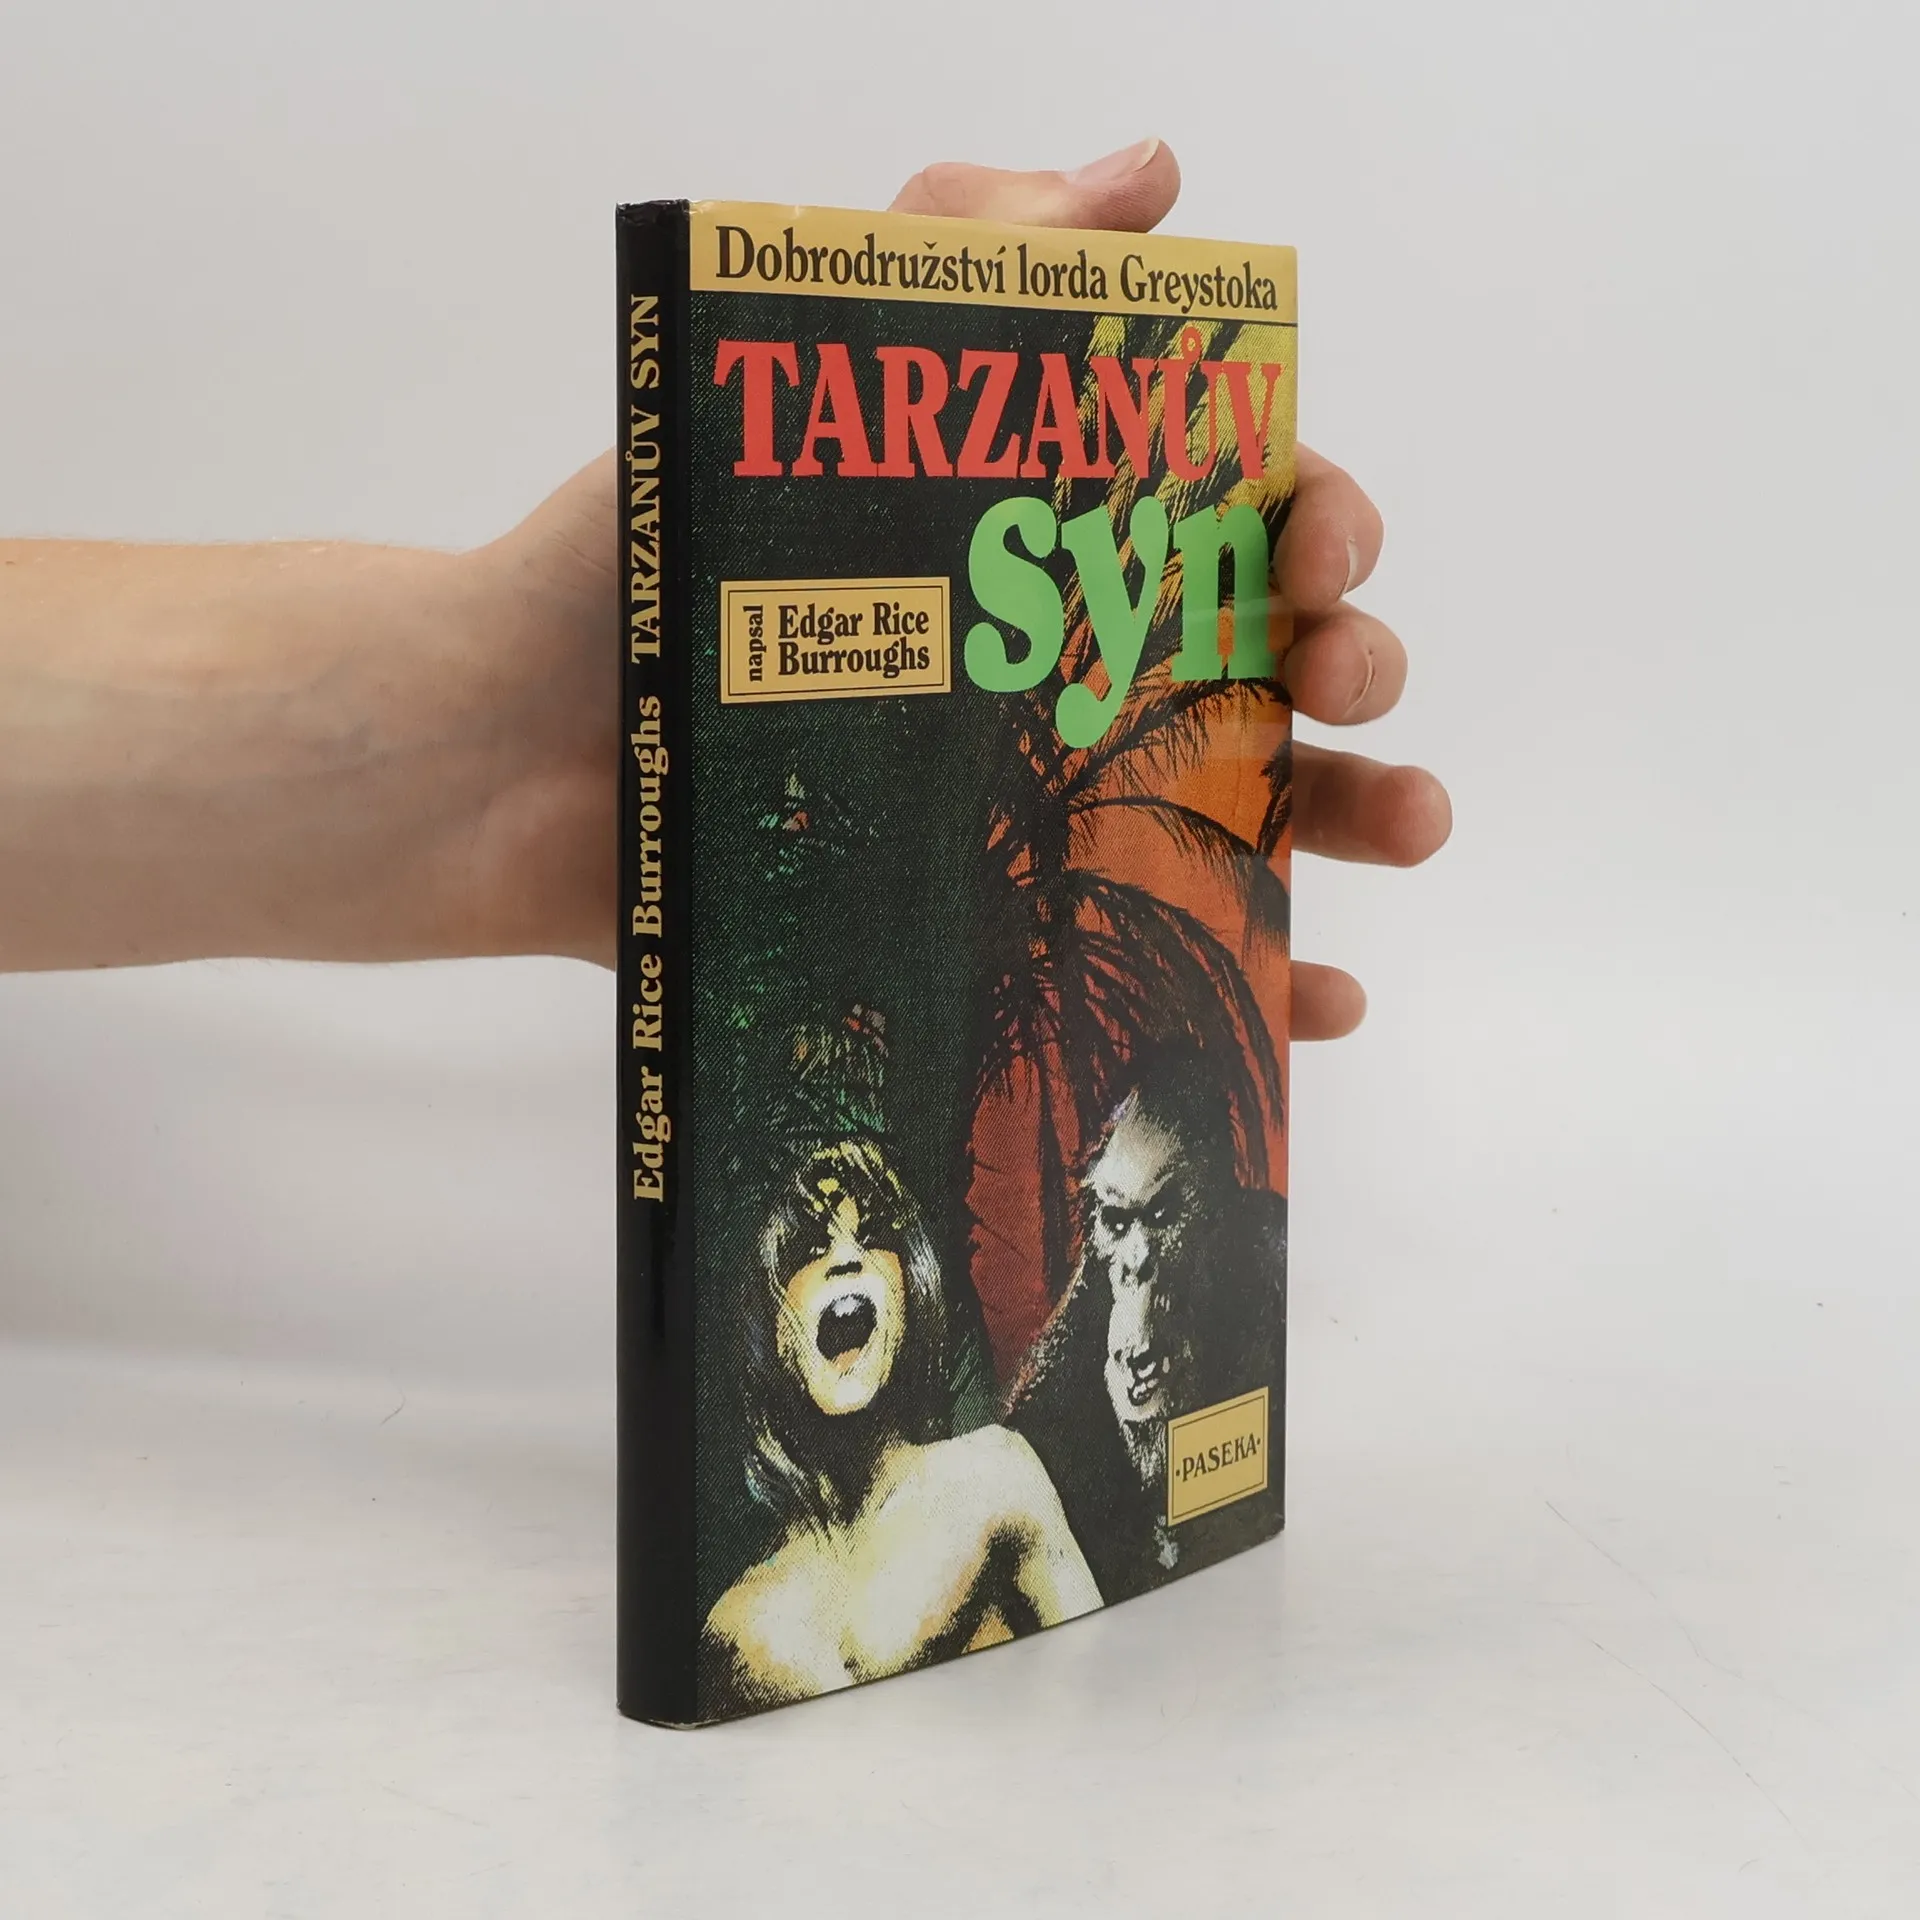 Dobrodružství lorda Greystoka
TARZANŮV
syn
napsal
Edgar Rice
Burroughs
·PASEKA·
Edgar Rice Burroughs TARZANŮV SYN